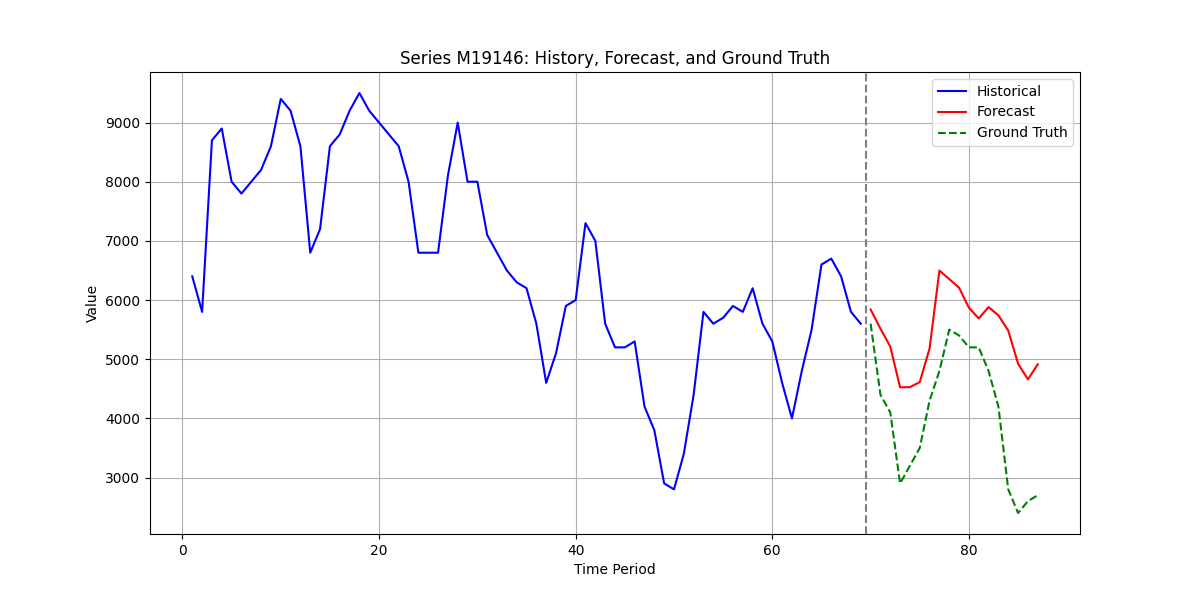 Series M19146: History, Forecast, and Ground Truth
Historical
Forecast
Ground Truth
9000
8000
7000
6000
5000
4000
3000
Value
0 20 40 60 80
Time Period